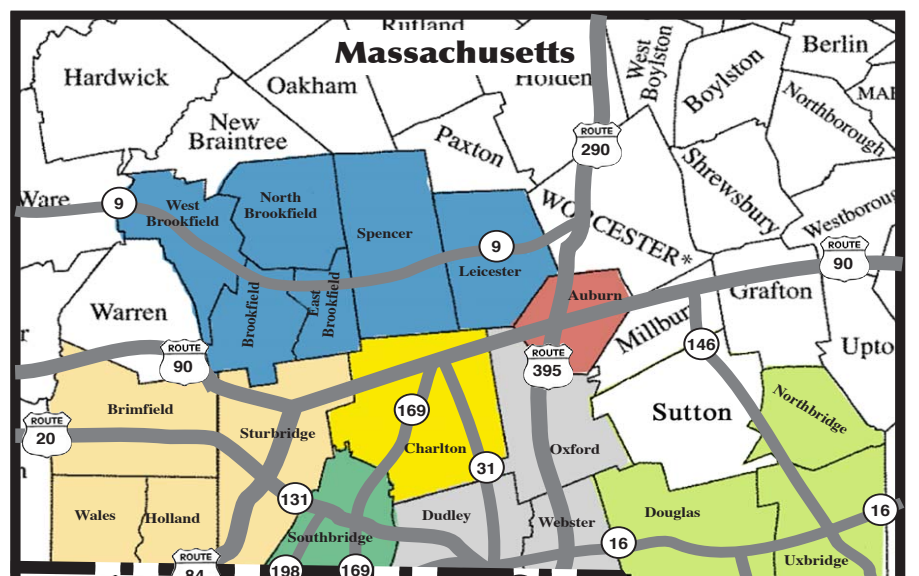 Rutland
Massachusetts
Hardwick
Oakham
Holden
West
Boylston
Boylston
Berlin
Northborough
New
Braintree
Paxton
ROUTE
290
Shrewsbury
Ware
9
West
Brookfield
North
Brookfield
Spencer
9
Leicester
WORCESTER*
ROUTE
90
Brookfield
East
Brookfield
Auburn
Grafton
Warren
146
ROUTE
90
ROUTE
395
Brimfield
ROUTE
20
Sturbridge
169
Charlton
31
Oxford
Sutton
Northbridge
131
Wales
Holland
Southbridge
Dudley
Webster
Douglas
16
16
Uxbridge
ROUTE
84
198
169